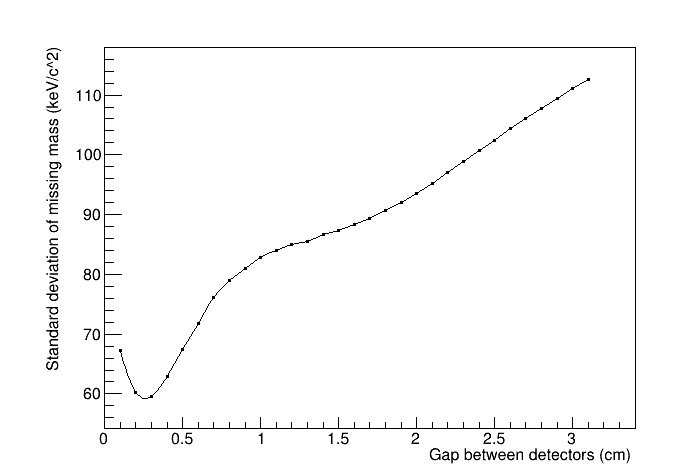 Standard deviation of missing mass (keV/c^2)
110
100
90
80
70
60
0 0.5 1 1.5 2 2.5 3
Gap between detectors (cm)